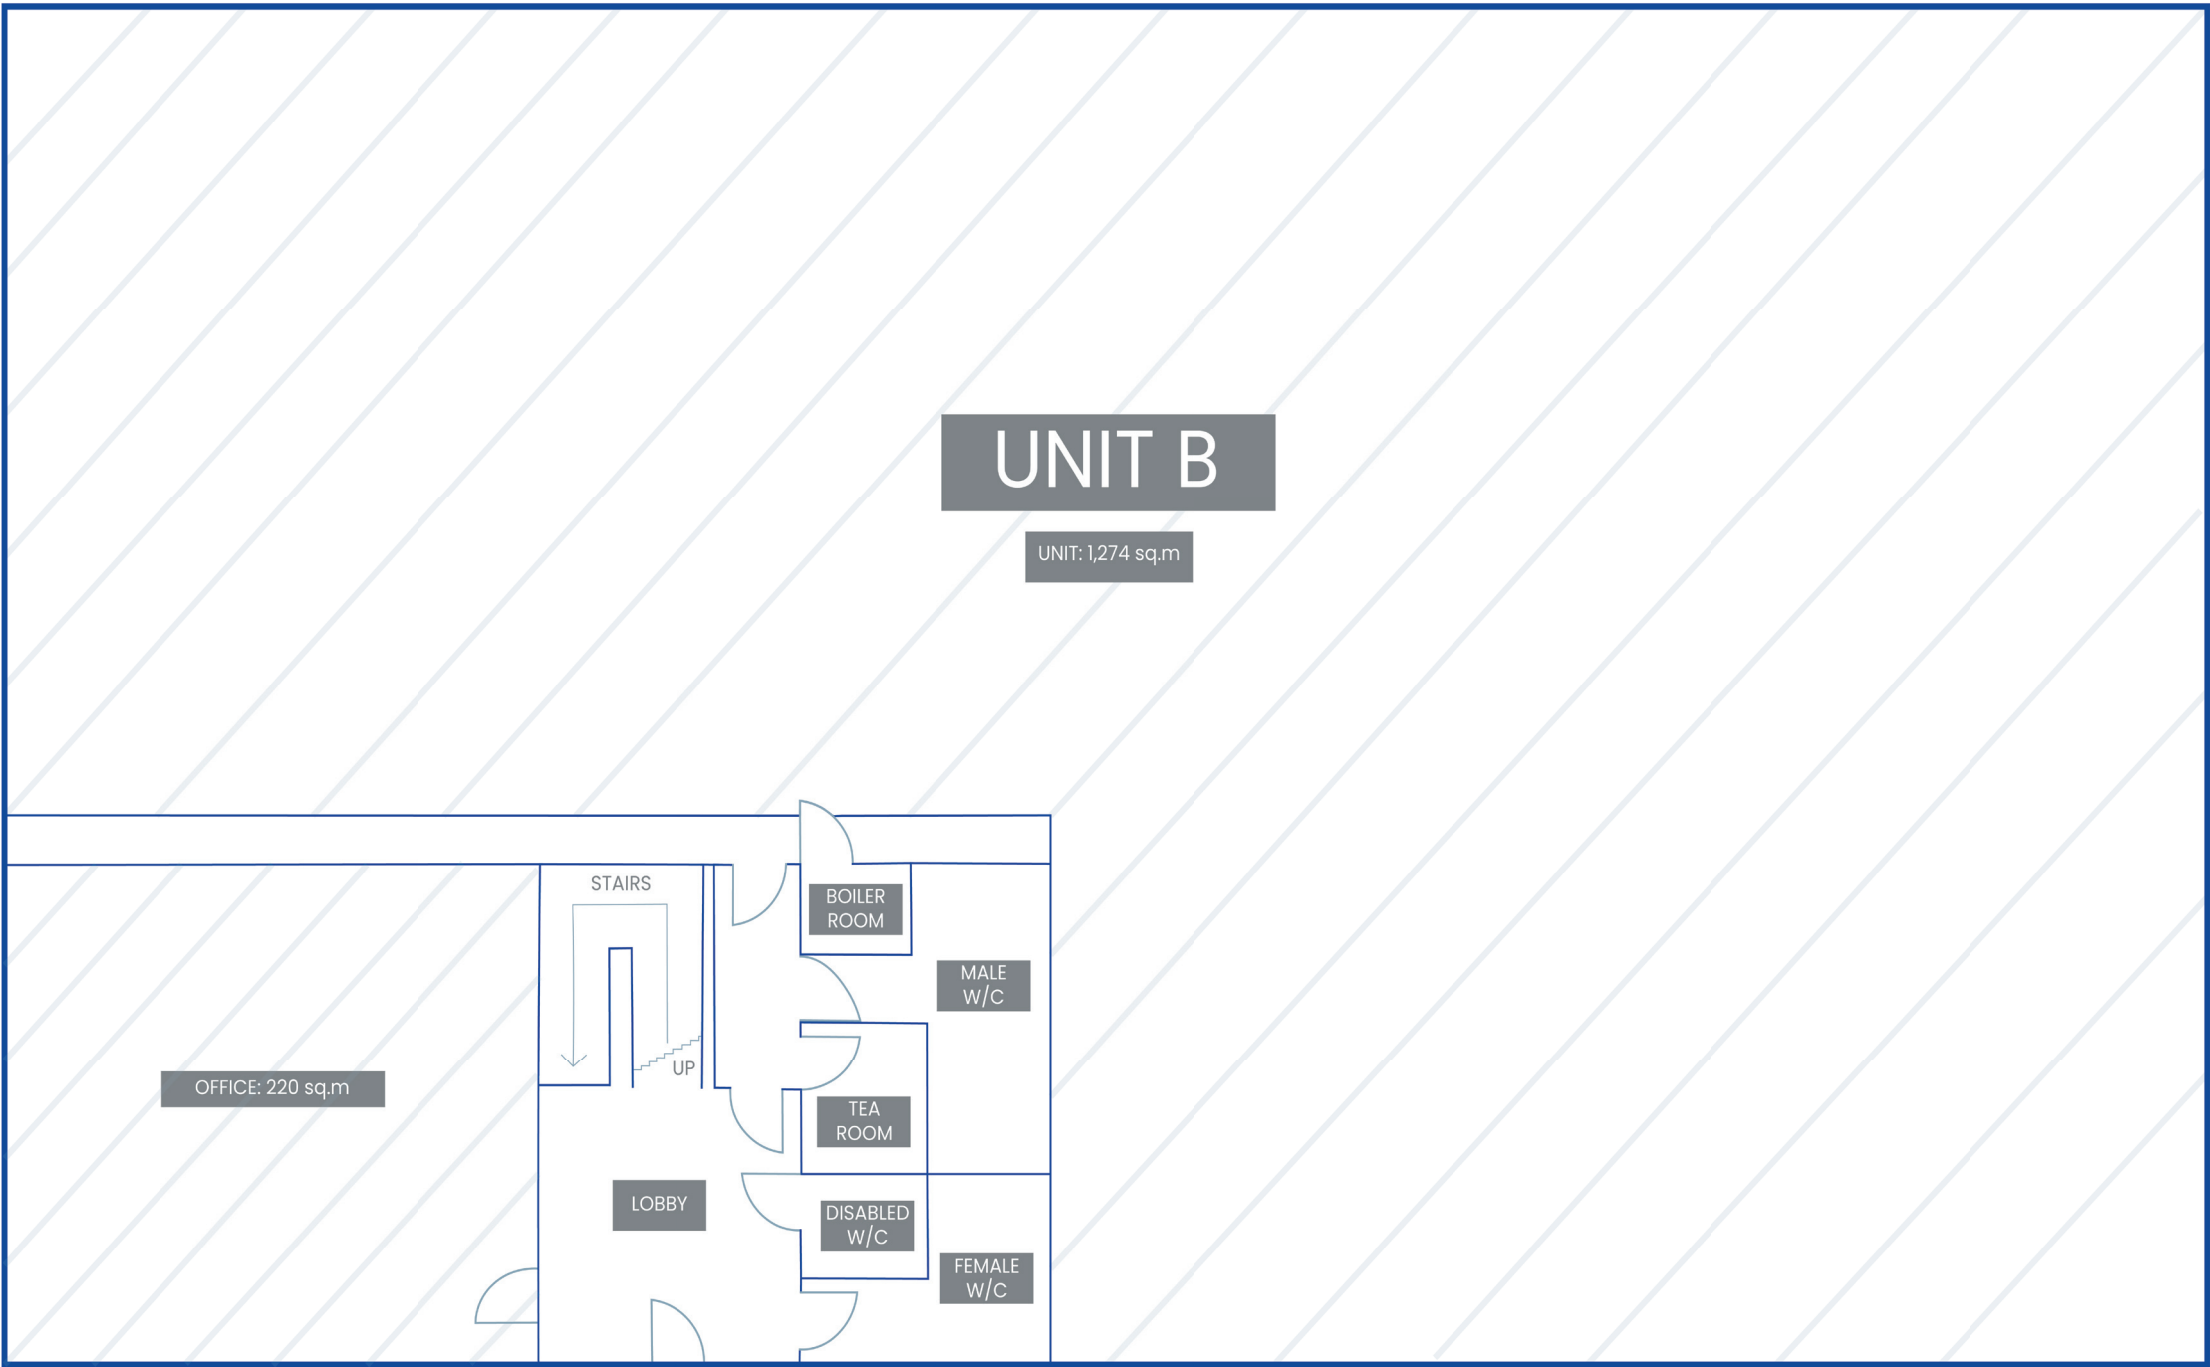 UNIT B
UNIT: 1,274 sq.m
STAIRS
BOILER
ROOM
MALE
W/C
UP
OFFICE: 220 sq.m
TEA
ROOM
LOBBY
DISABLED
W/C
FEMALE
W/C